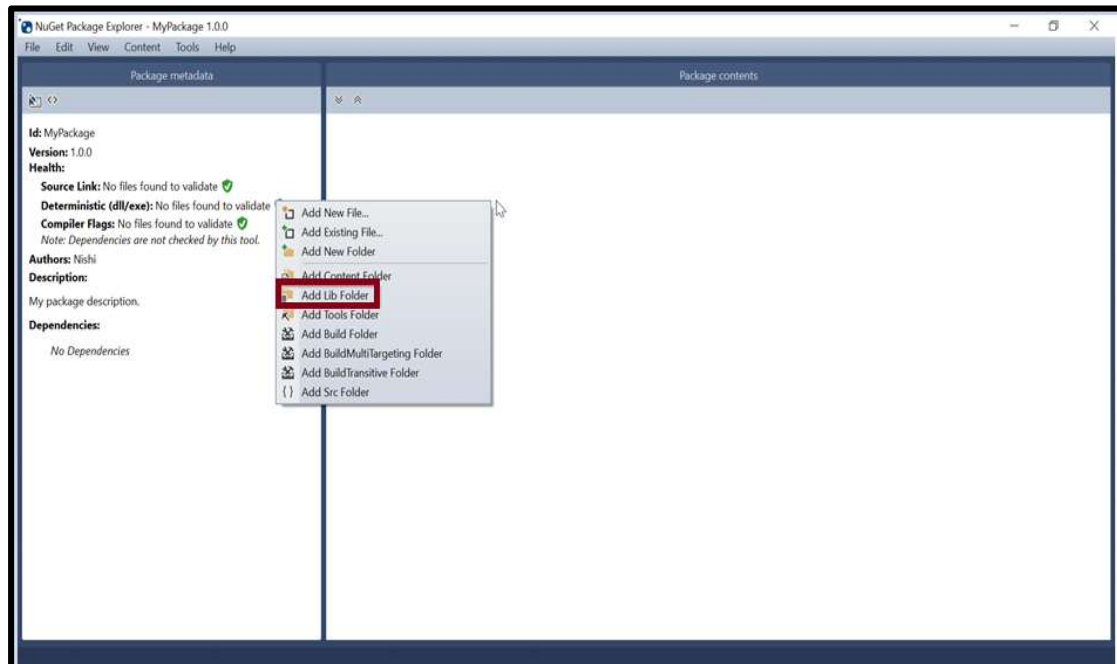 NuGet Package Explorer - MyPackage 1.0.0
File Edit View Content Tools Help
Package metadata
Package contents
Id: MyPackage
Version: 1.0.0
Health:
Source Link: No files found to validate
Deterministic (dll/exe): No files found to validate
Compiler Flags: No files found to validate
Note: Dependencies are not checked by this tool.
Authors: Nishi
Description:
My package description.
Dependencies:
No Dependencies
Add New File...
Add Existing File...
Add New Folder
Add Content Folder
Add Lib Folder
Add Tools Folder
Add Build Folder
Add BuildMultiTargeting Folder
Add BuildTransitive Folder
Add Src Folder